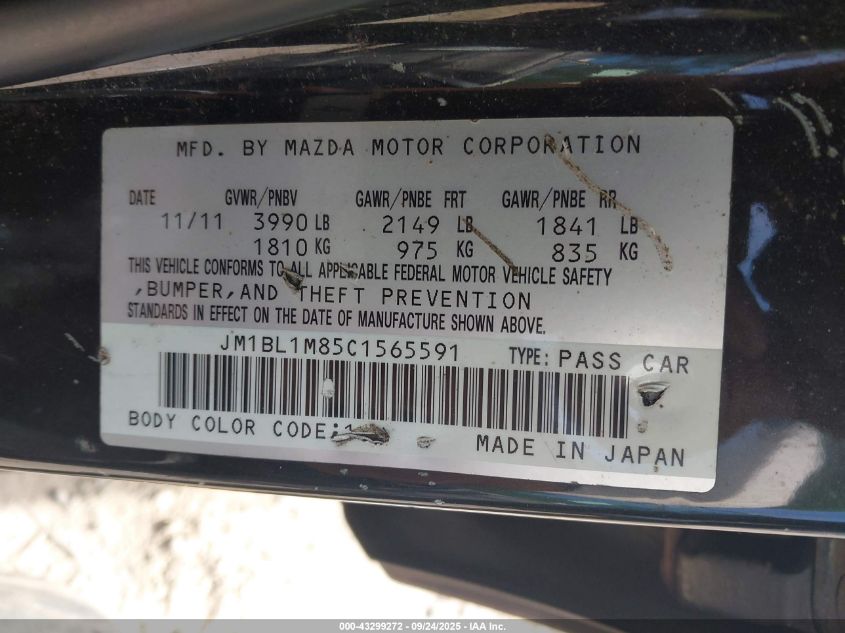 MFD. BY MAZDA MOTOR CORPORATION
DATE GVWR/PNBV GAWR/PNBE FRT GAWR/PNBE RR
11/11 3990 LB 2149 LB 1841 LB
1810 KG 975 KG 835 KG
THIS VEHICLE CONFORMS TO ALL APPLICABLE FEDERAL MOTOR VEHICLE SAFETY
,BUMPER,AND THEFT PREVENTION
STANDARDS IN EFFECT ON THE DATE OF MANUFACTURE SHOWN ABOVE.
JM1BL1M85C1565591 TYPE: PASS CAR
BODY COLOR CODE:
MADE IN JAPAN
000-43299272 - 09/24/2025 - IAA Inc.